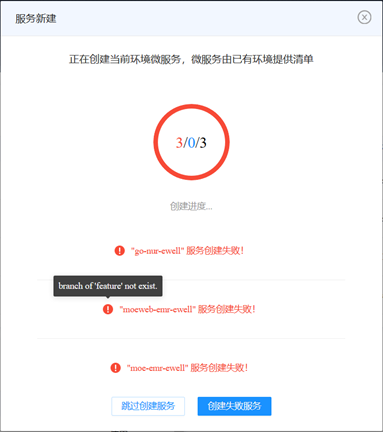 服务新建
正在创建当前环境微服务，微服务由已有环境提供清单
3/0/3
创建进度...
"go-mr-ewell" 服务创建失败！
branch of 'feature' not exist.
"moeweb-emr-ewell" 服务创建失败！
"moe-emr-ewell" 服务创建失败！
跳过创建服务
创建失败服务